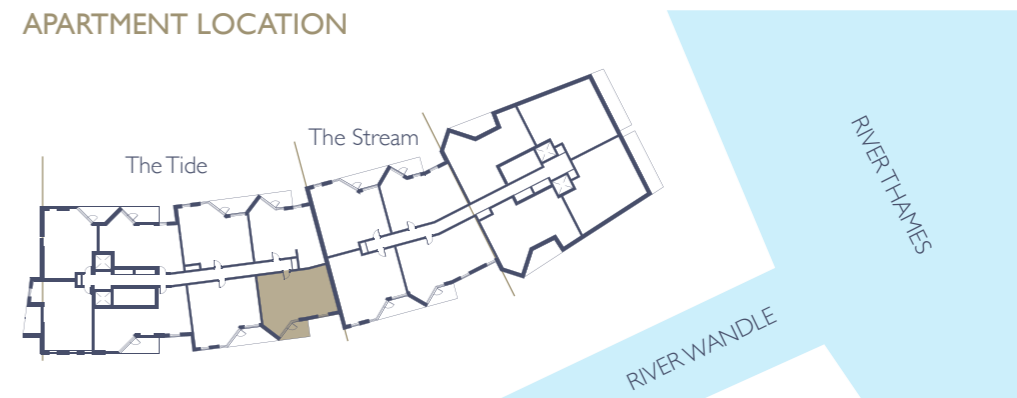 APARTMENT LOCATION
The Stream
The Tide
RIVER THAMES
RIVER WANDLE